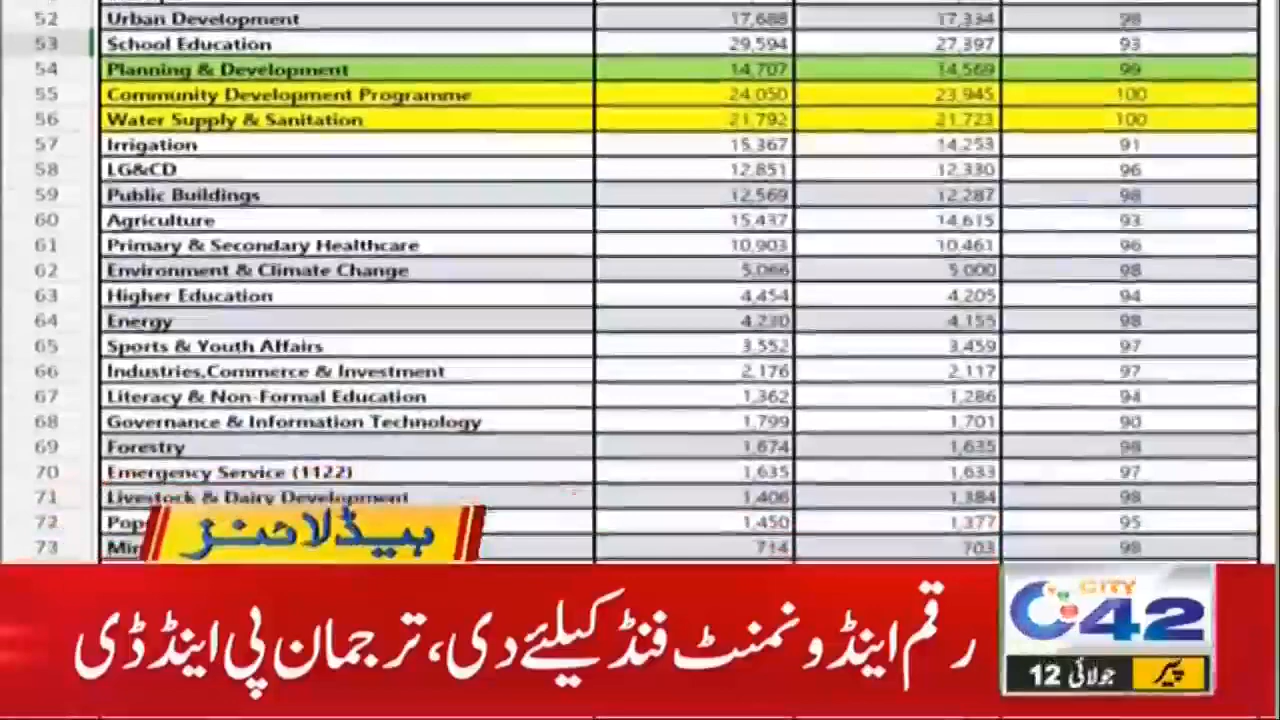 52 Urban Development 17,688 17,334 98
53 School Education 29,594 27,397 93
54 Planning & Development 14,707 14,569 99
55 Community Development Programme 24,050 23,945 100
56 Water Supply & Sanitation 21,792 21,723 100
57 Irrigation 15,367 14,253 91
58 LG&CD 12,851 12,330 96
59 Public Buildings 12,569 12,287 98
60 Agriculture 15,437 14,615 93
61 Primary & Secondary Healthcare 10,903 10,461 96
62 Environment & Climate Change 5,066 5,000 98
63 Higher Education 4,454 4,205 94
64 Energy 4,230 4,155 98
65 Sports & Youth Affairs 3,552 3,459 97
66 Industries,Commerce & Investment 2,176 2,117 97
67 Literacy & Non-Formal Education 1,362 1,286 94
68 Governance & Information Technology 1,799 1,701 90
69 Forestry 1,674 1,635 98
70 Emergency Service (1122) 1,635 1,633 97
71 Livestock & Dairy Development 1,406 1,384 98
72 Pop 1,450 1,377 95
73 Min 714 703 98
ہیڈلائنز
رقم اینڈومنمنٹ فنڈ کیلئے دی، ترجمان پی اینڈ ڈی
CITY
42
پیر
12 جولائی